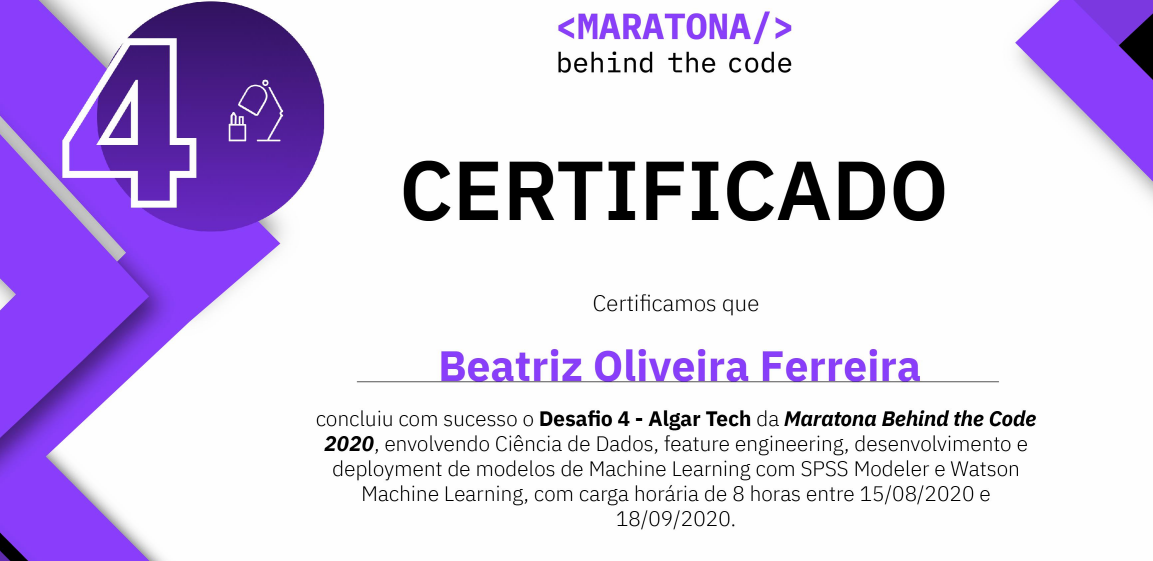 4
<MARATONA/>
behind the code
CERTIFICADO
Certificamos que
Beatriz Oliveira Ferreira
concluiu com sucesso o Desafio 4 - Algar Tech da Maratona Behind the Code
2020, envolvendo Ciência de Dados, feature engineering, desenvolvimento e
deployment de modelos de Machine Learning com SPSS Modeler e Watson
Machine Learning, com carga horária de 8 horas entre 15/08/2020 e
18/09/2020.